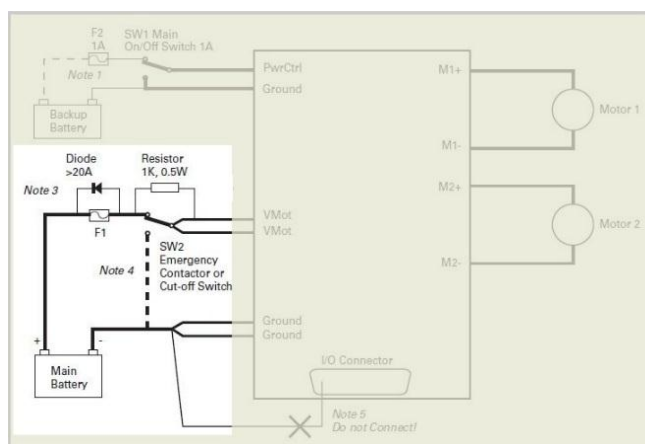 F2
1A
SW1 Main
On/Off Switch 1A
Note 1
PwrCtrl
Ground
Backup
Battery
M1+
Motor 1
M1-
M2+
Motor 2
M2-
Diode
>20A
Resistor
1K, 0.5W
Note 3
F1
VMot
VMot
SW2
Emergency
Contactor or
Cut-off Switch
Note 4
Ground
Ground
+
-
Main
Battery
I/O Connector
Note 5
Do not Connect!